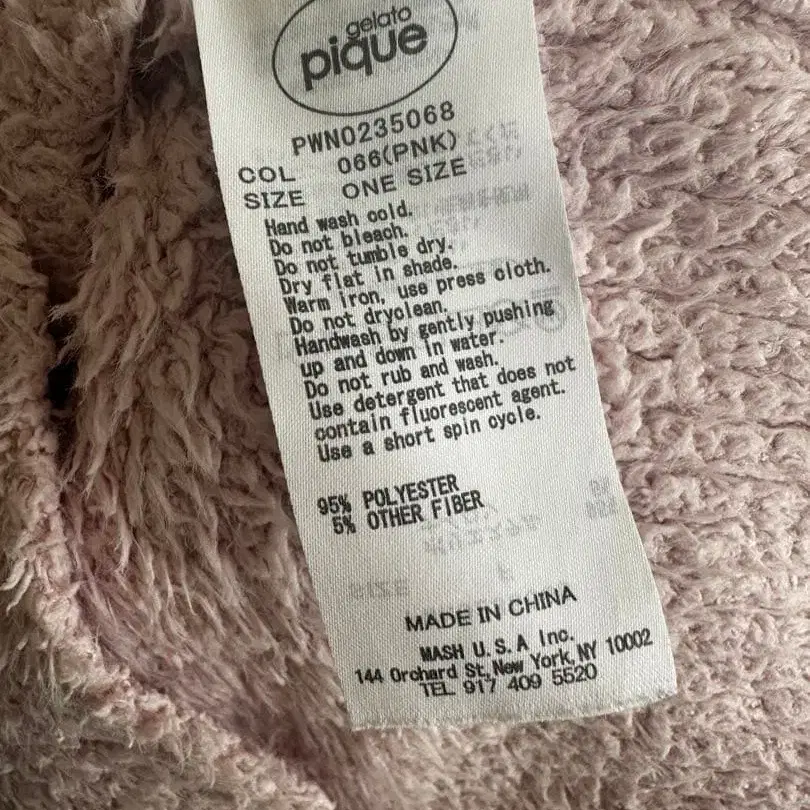 gelato
pique
PWNO235068
COL 066(PNK)
SIZE ONE SIZE
Hand wash cold.
Do not bleach.
Do not tumble dry.
Dry flat in shade.
Warm iron, use press cloth.
Do not dryclean.
Handwash by gently pushing
up and down in water.
Do not rub and wash.
Use detergent that does not
contain fluorescent agent.
Use a short spin cycle.
95% POLYESTER
5% OTHER FIBER
MADE IN CHINA
MASH U.S.A Inc.
144 Orchard St,New York,NY 10002
TEL 917 409 5520